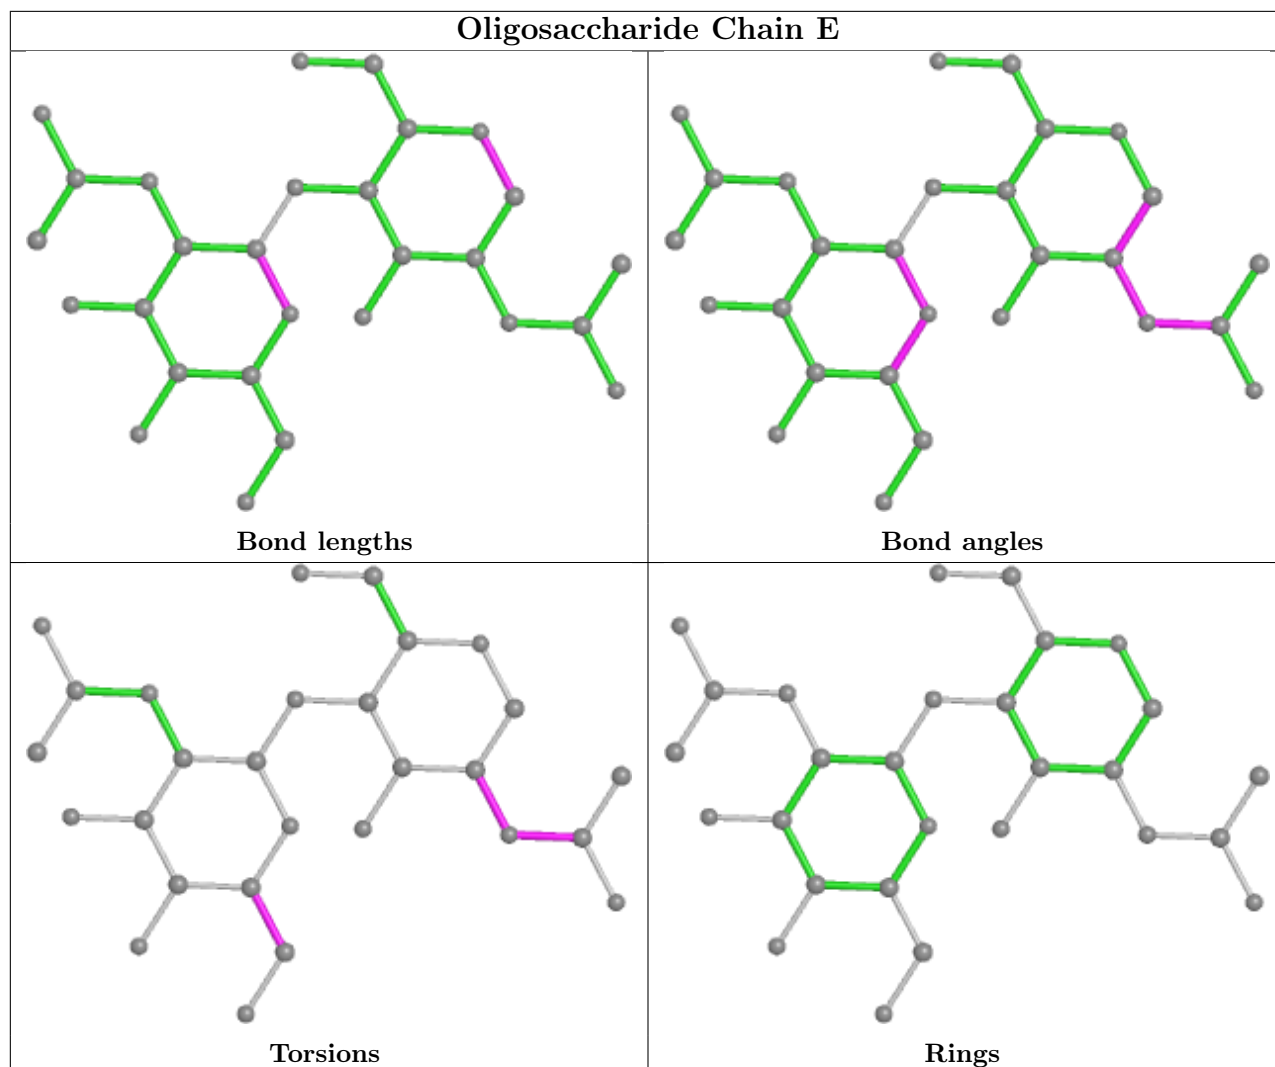 Oligosaccharide Chain E
Bond lengths
Bond angles
Torsions
Rings